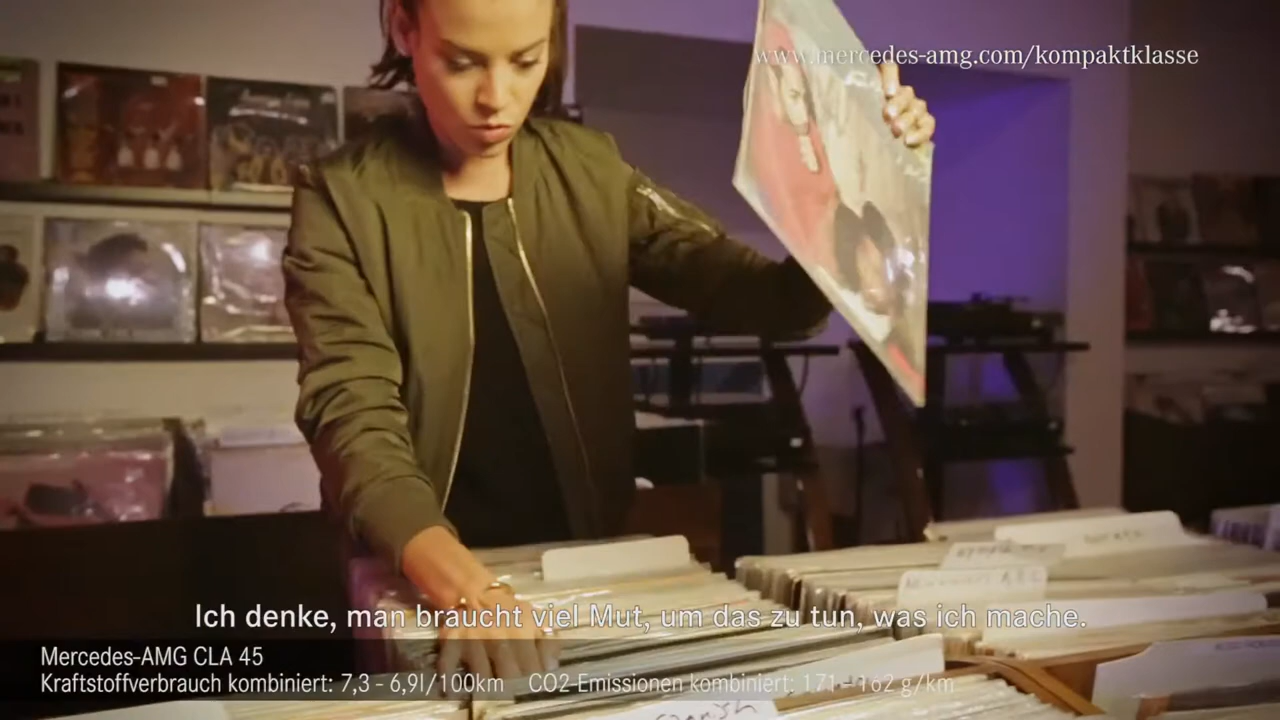 www.mercedes-amg.com/kompaktklasse
Ich denke, man braucht viel Mut, um das zu tun, was ich mache.
Mercedes-AMG CLA 45
Kraftstoffverbrauch kombiniert: 7,3 - 6,9l/100km CO2-Emissionen kombiniert: 171 - 162 g/km